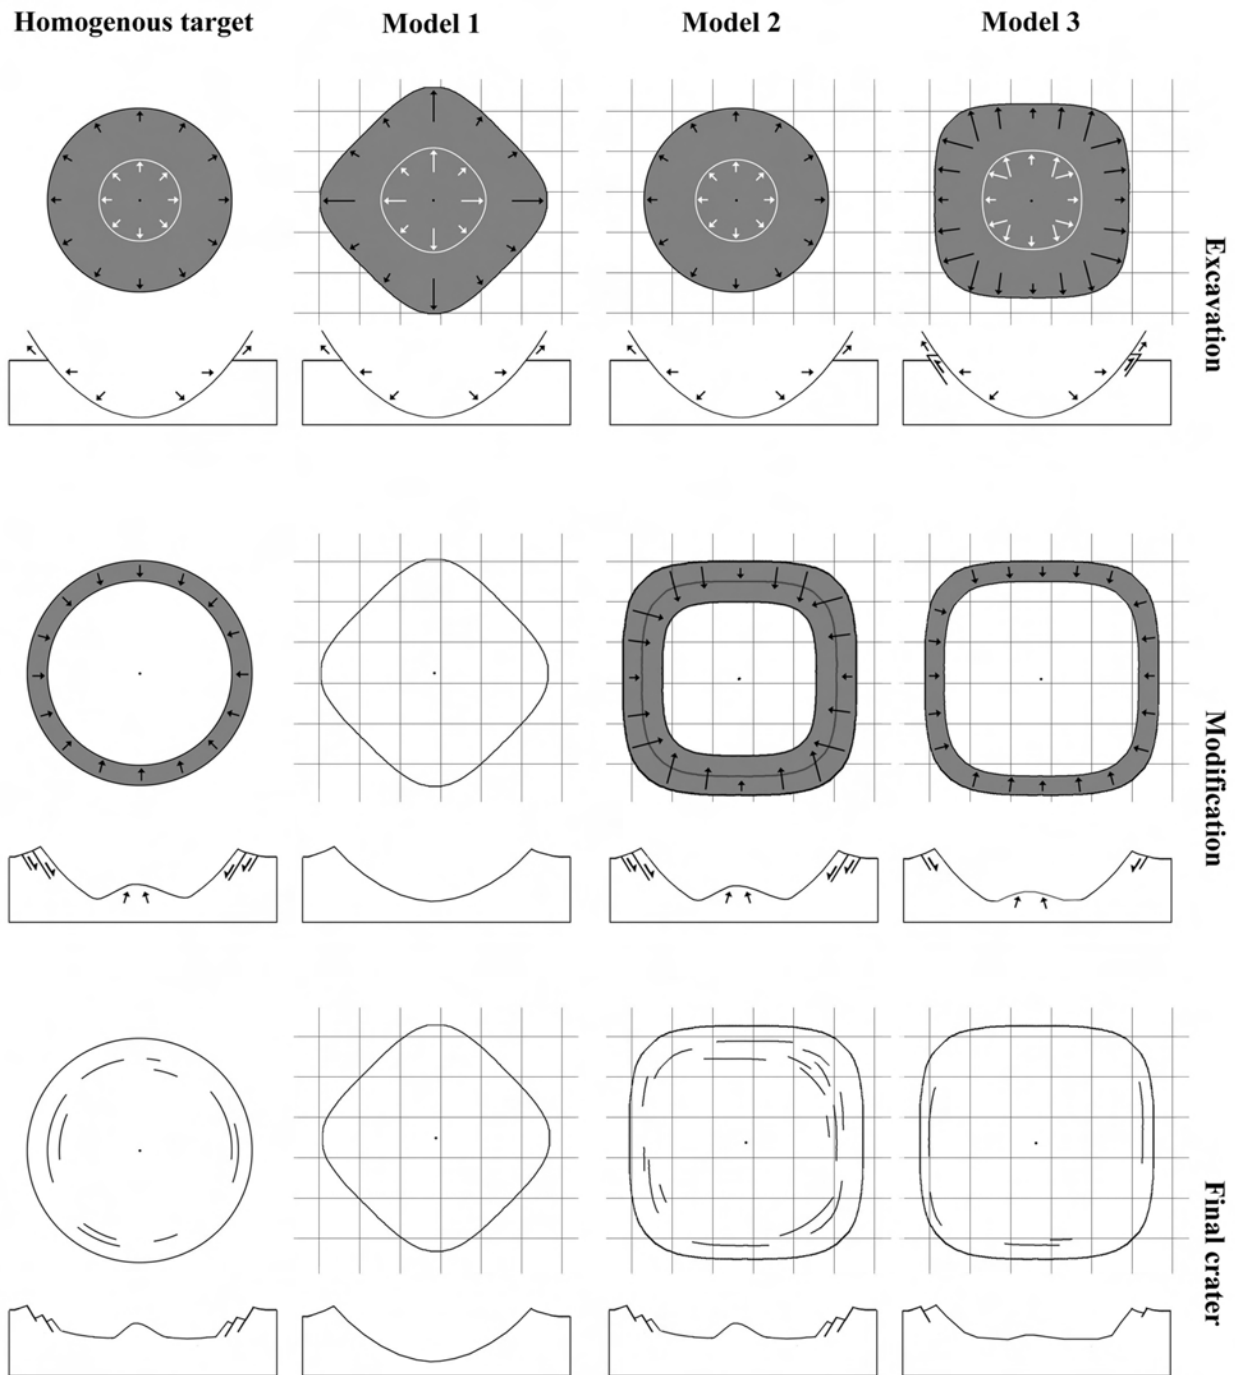 Homogenous target
Model 1
Model 2
Model 3
Excavation
Modification
Final crater